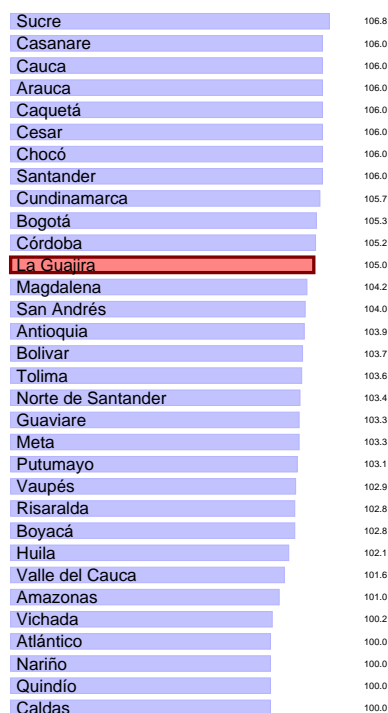 Sucre 106.8
Casanare 106.0
Cauca 106.0
Arauca 106.0
Caquetá 106.0
Cesar 106.0
Chocó 106.0
Santander 106.0
Cundinamarca 105.7
Bogotá 105.3
Córdoba 105.2
La Guajira 105.0
Magdalena 104.2
San Andrés 104.0
Antioquia 103.9
Bolivar 103.7
Tolima 103.6
Norte de Santander 103.4
Guaviare 103.3
Meta 103.3
Putumayo 103.1
Vaupés 102.9
Risaralda 102.8
Boyacá 102.8
Huila 102.1
Valle del Cauca 101.6
Amazonas 101.0
Vichada 100.2
Atlántico 100.0
Nariño 100.0
Quindío 100.0
Caldas 100.0